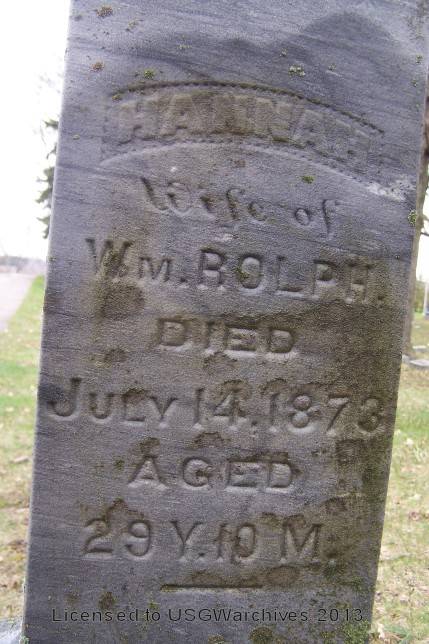 HANNAH
Wife of
WM. ROLPH.
DIED
JULY 14, 1873
AGED
29 Y. 10 M.
Licensed to USGWarchives 2013